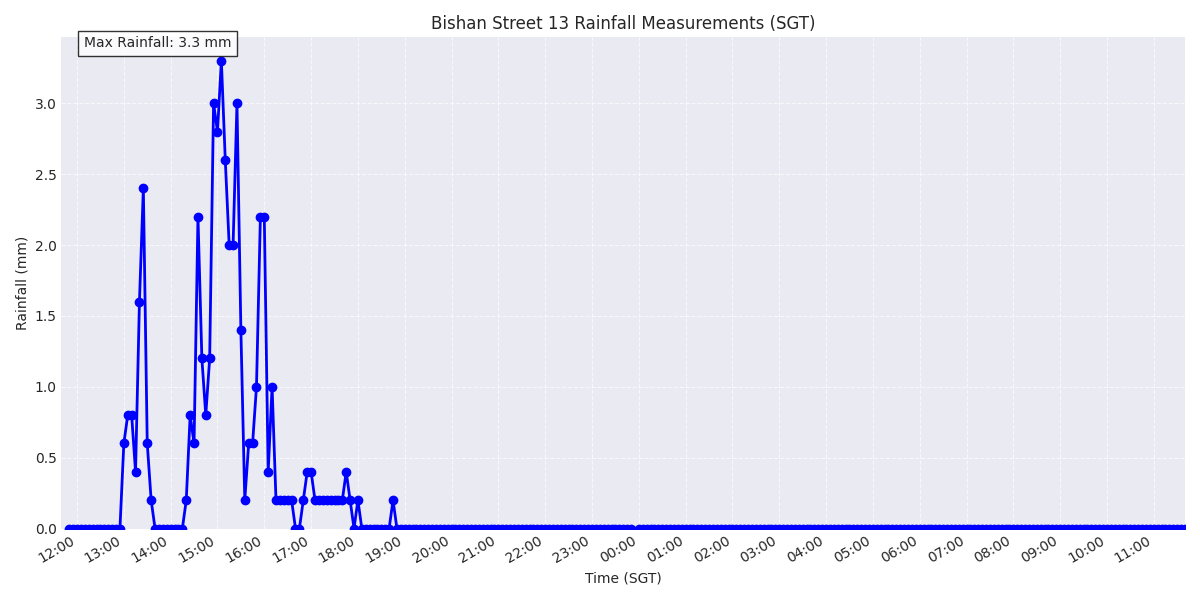 Bishan Street 13 Rainfall Measurements (SGT)
Max Rainfall: 3.3 mm
Rainfall (mm)
3.0
2.5
2.0
1.5
1.0
0.5
0.0
12:00 13:00 14:00 15:00 16:00 17:00 18:00 19:00 20:00 21:00 22:00 23:00 00:00 01:00 02:00 03:00 04:00 05:00 06:00 07:00 08:00 09:00 10:00 11:00
Time (SGT)